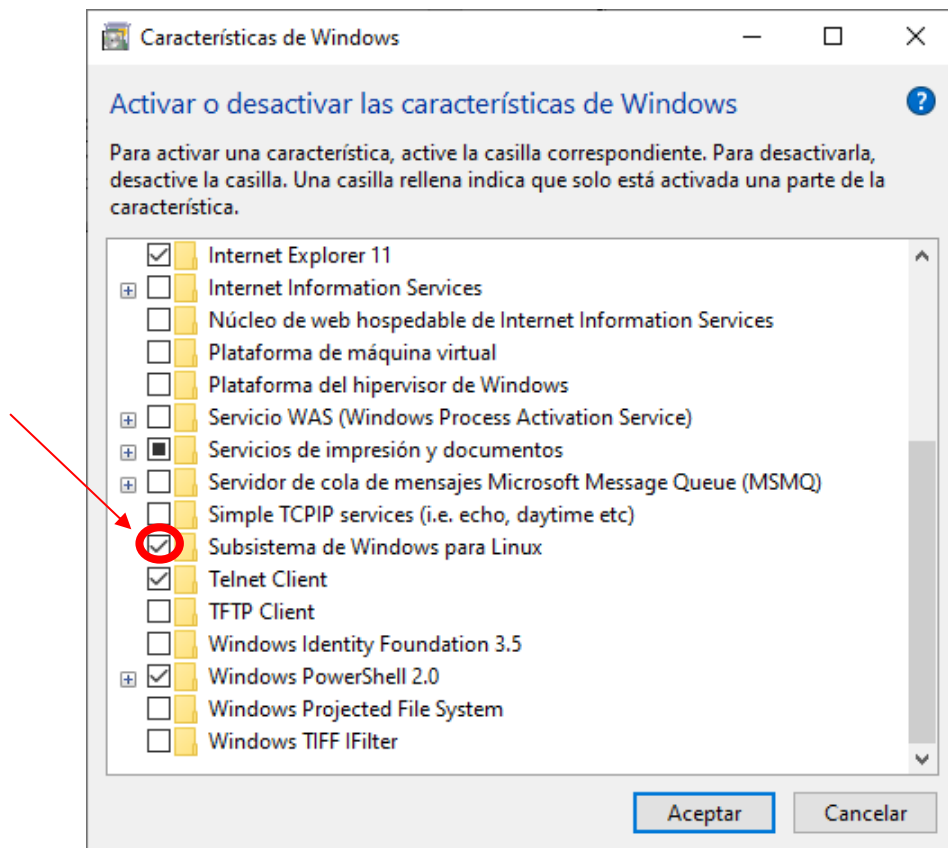 Características de Windows
Activar o desactivar las características de Windows
Para activar una característica, active la casilla correspondiente. Para desactivarla,
desactive la casilla. Una casilla rellena indica que solo está activada una parte de la
característica.
Internet Explorer 11
Internet Information Services
Núcleo de web hospedable de Internet Information Services
Plataforma de máquina virtual
Plataforma del hipervisor de Windows
Servicio WAS (Windows Process Activation Service)
Servicios de impresión y documentos
Servidor de cola de mensajes Microsoft Message Queue (MSMQ)
Simple TCPIP services (i.e. echo, daytime etc)
Subsistema de Windows para Linux
Telnet Client
TFTP Client
Windows Identity Foundation 3.5
Windows PowerShell 2.0
Windows Projected File System
Windows TIFF IFilter
Aceptar Cancelar